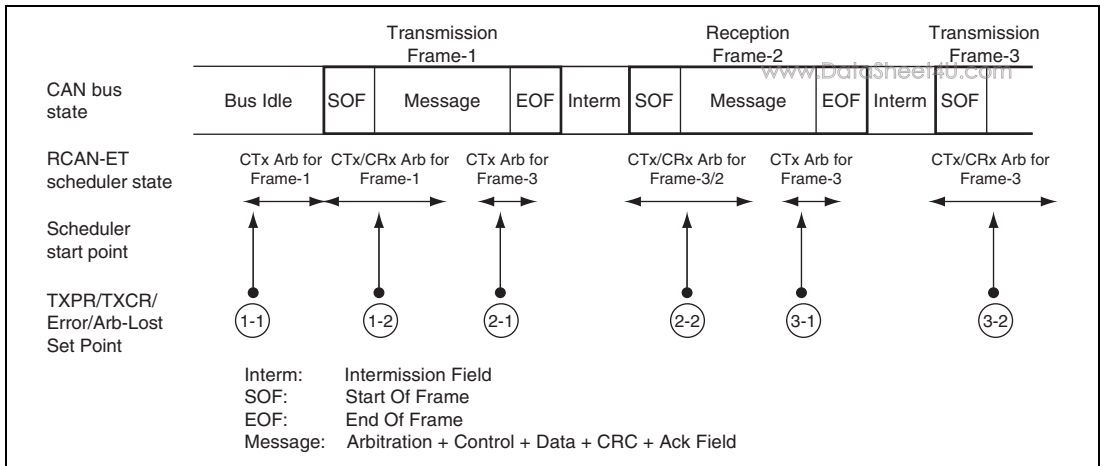 Transmission Frame-1
Reception Frame-2
Transmission Frame-3
www.DataSheet4U.com
CAN bus state
Bus Idle
SOF
Message
EOF
Interm
SOF
Message
EOF
Interm
SOF
RCAN-ET scheduler state
CTx Arb for Frame-1
CTx/CRx Arb for Frame-1
CTx Arb for Frame-3
CTx/CRx Arb for Frame-3/2
CTx Arb for Frame-3
CTx/CRx Arb for Frame-3
Scheduler start point
TXPR/TXCR/ Error/Arb-Lost Set Point
1-1
1-2
2-1
2-2
3-1
3-2
Interm: Intermission Field
SOF: Start Of Frame
EOF: End Of Frame
Message: Arbitration + Control + Data + CRC + Ack Field